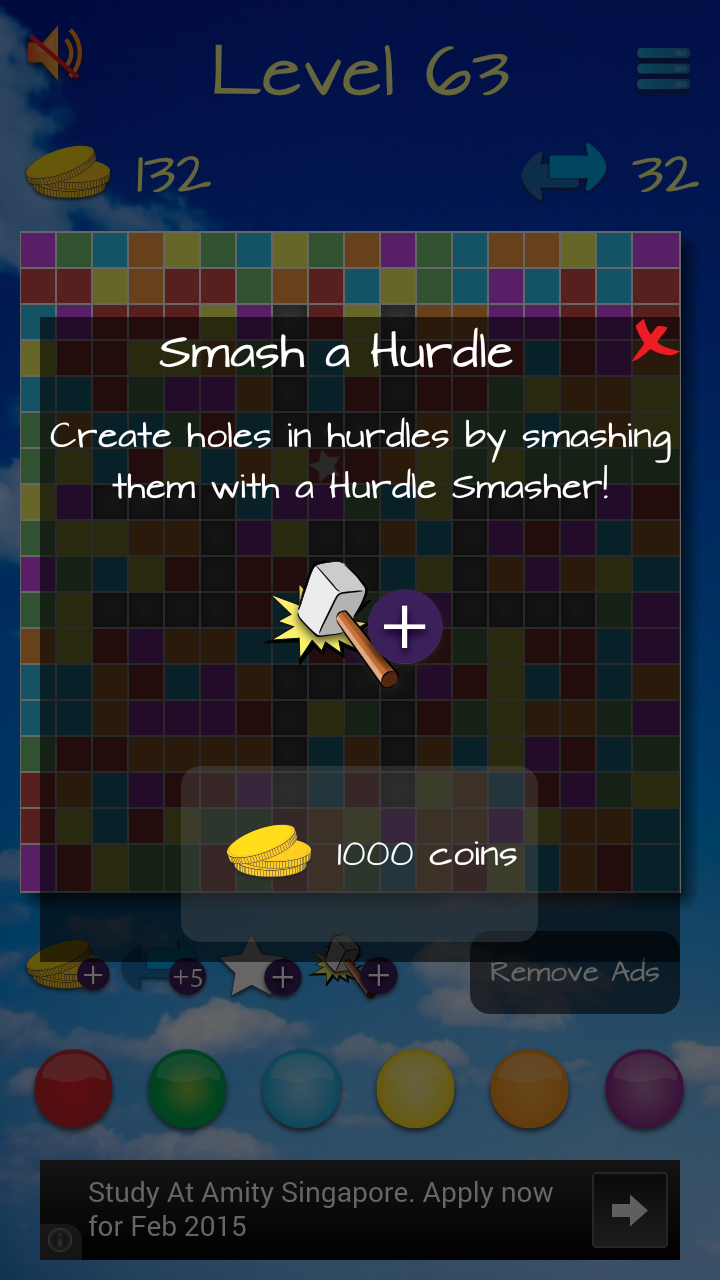 Level 63
132
32
Smash a Hurdle
Create holes in hurdles by smashing
them with a Hurdle Smasher!
+
1000 coins
+
+5
+
+
Remove Ads
Study At Amity Singapore. Apply now
for Feb 2015